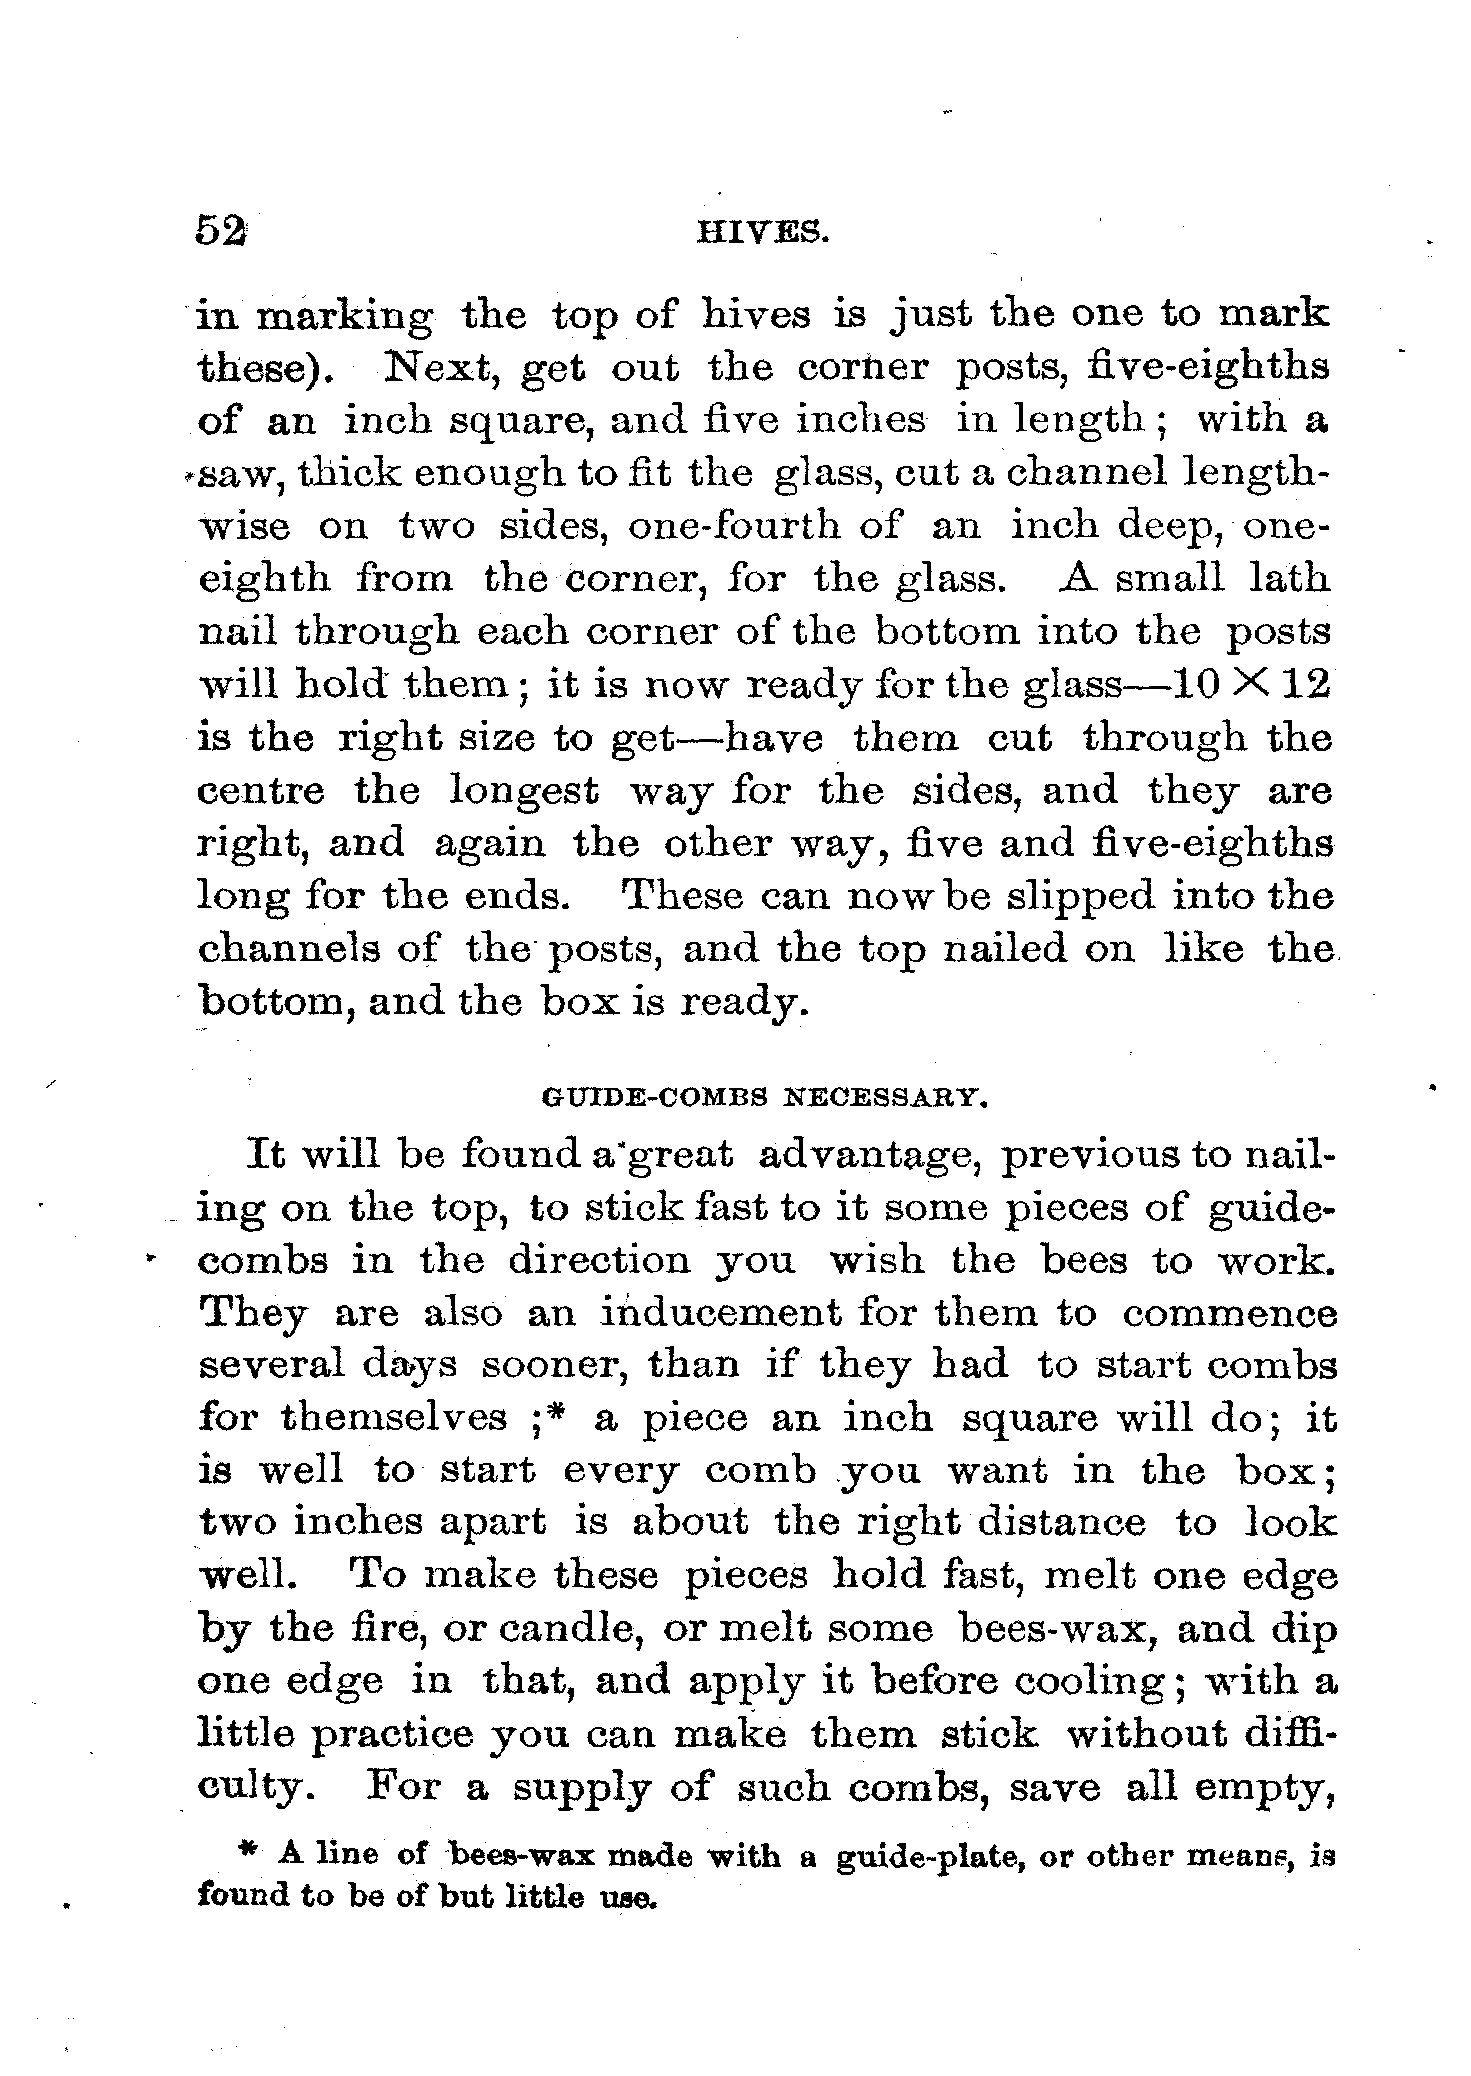 52 HIVES.
in marking the top of hives is just the one to mark
these). Next, get out the corner posts, five-eighths
of an inch square, and five inches in length; with a
saw, thick enough to fit the glass, cut a channel length-
wise on two sides, one-fourth of an inch deep, one-
eighth from the corner, for the glass. A small lath
nail through each corner of the bottom into the posts
will hold them; it is now ready for the glass—10 × 12
is the right size to get—have them cut through the
centre the longest way for the sides, and they are
right, and again the other way, five and five-eighths
long for the ends. These can now be slipped into the
channels of the posts, and the top nailed on like the
bottom, and the box is ready.
GUIDE-COMBS NECESSARY.
It will be found a great advantage, previous to nail-
ing on the top, to stick fast to it some pieces of guide-
combs in the direction you wish the bees to work.
They are also an inducement for them to commence
several days sooner, than if they had to start combs
for themselves ;* a piece an inch square will do; it
is well to start every comb you want in the box;
two inches apart is about the right distance to look
well. To make these pieces hold fast, melt one edge
by the fire, or candle, or melt some bees-wax, and dip
one edge in that, and apply it before cooling; with a
little practice you can make them stick without diffi-
culty. For a supply of such combs, save all empty,
* A line of bees-wax made with a guide-plate, or other means, is
found to be of but little use.